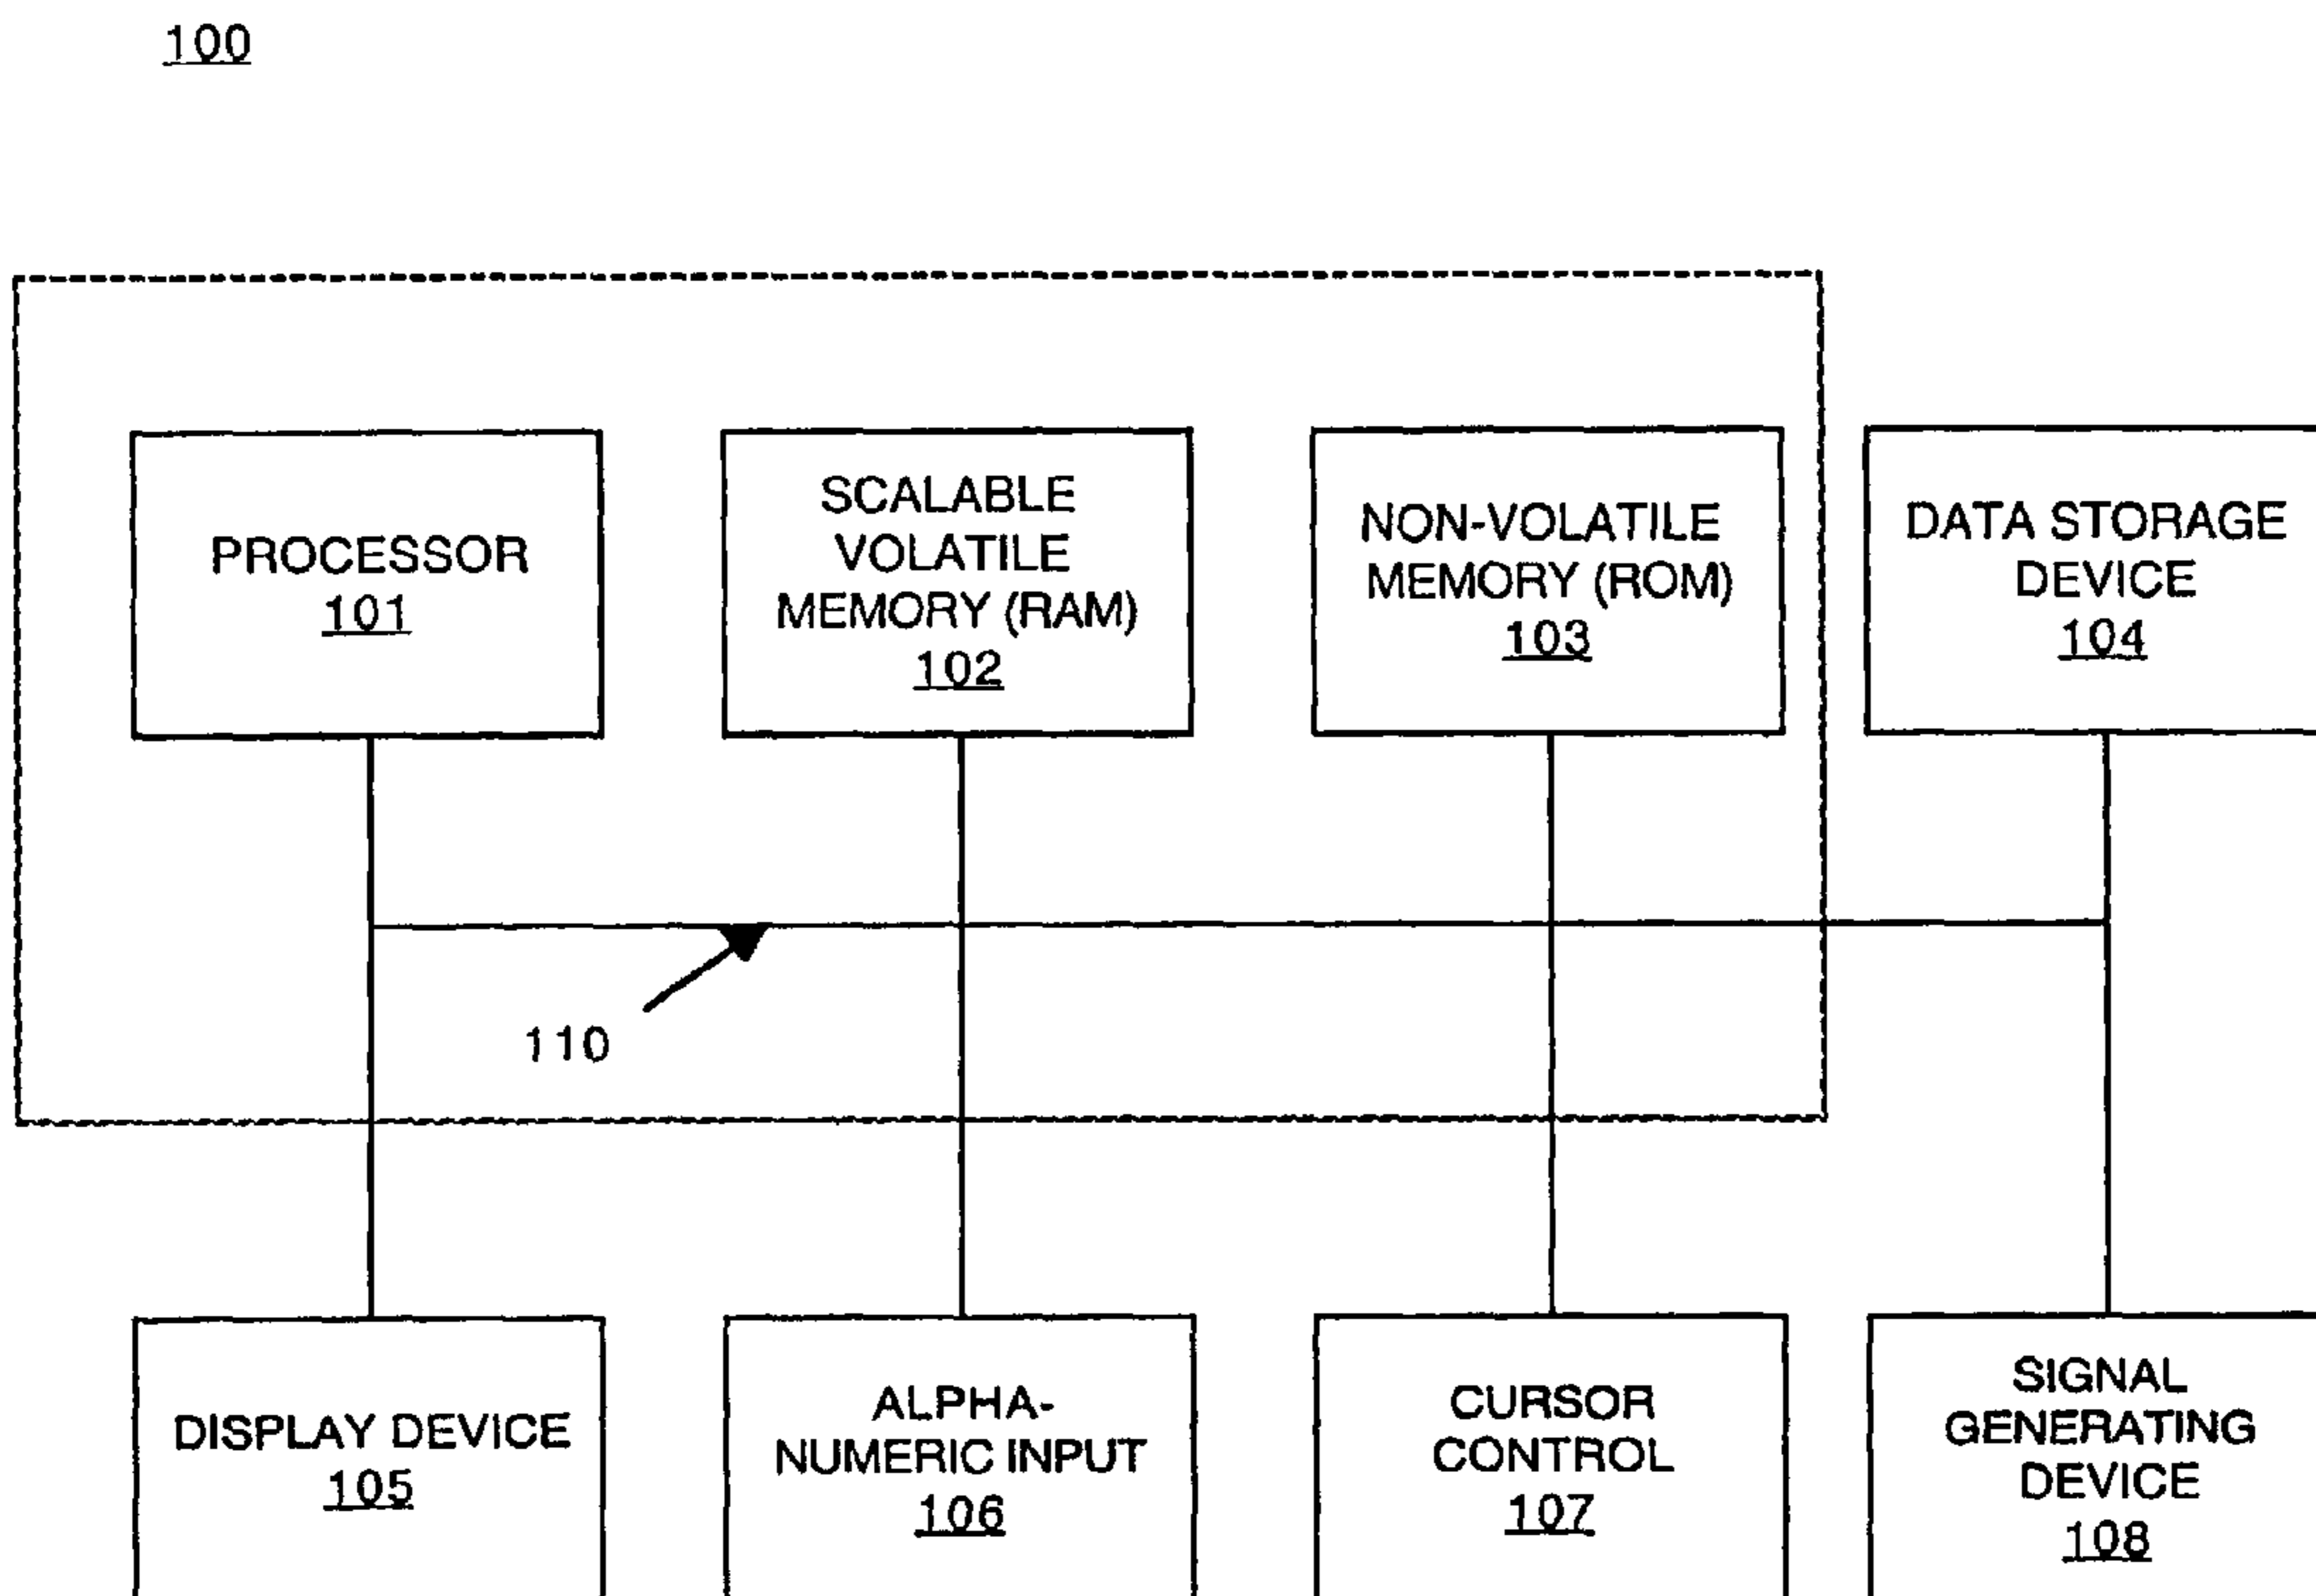 100
PROCESSOR
101
SCALABLE
VOLATILE
MEMORY (RAM)
102
NON-VOLATILE
MEMORY (ROM)
103
DATA STORAGE
DEVICE
104
110
DISPLAY DEVICE
105
ALPHA-
NUMERIC INPUT
106
CURSOR
CONTROL
107
SIGNAL
GENERATING
DEVICE
108